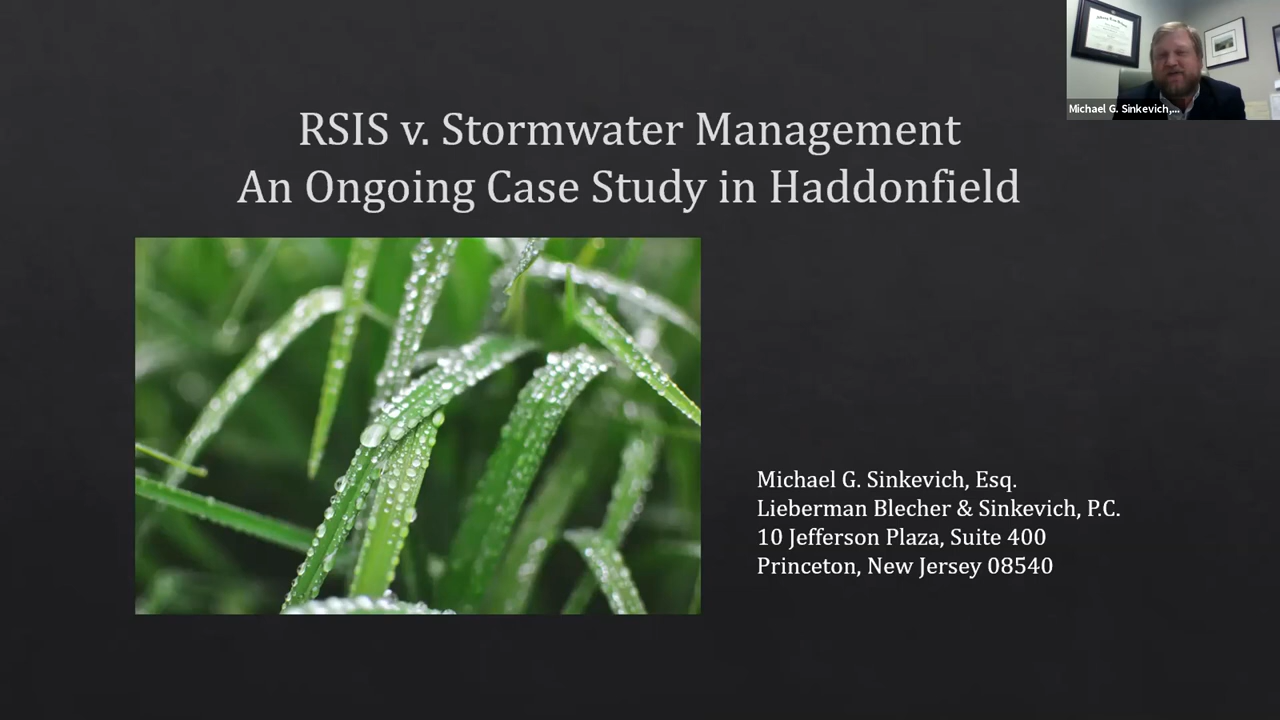 RSIS v. Stormwater Management
An Ongoing Case Study in Haddonfield
Michael G. Sinkevich,...
Michael G. Sinkevich, Esq.
Lieberman Blecher & Sinkevich, P.C.
10 Jefferson Plaza, Suite 400
Princeton, New Jersey 08540